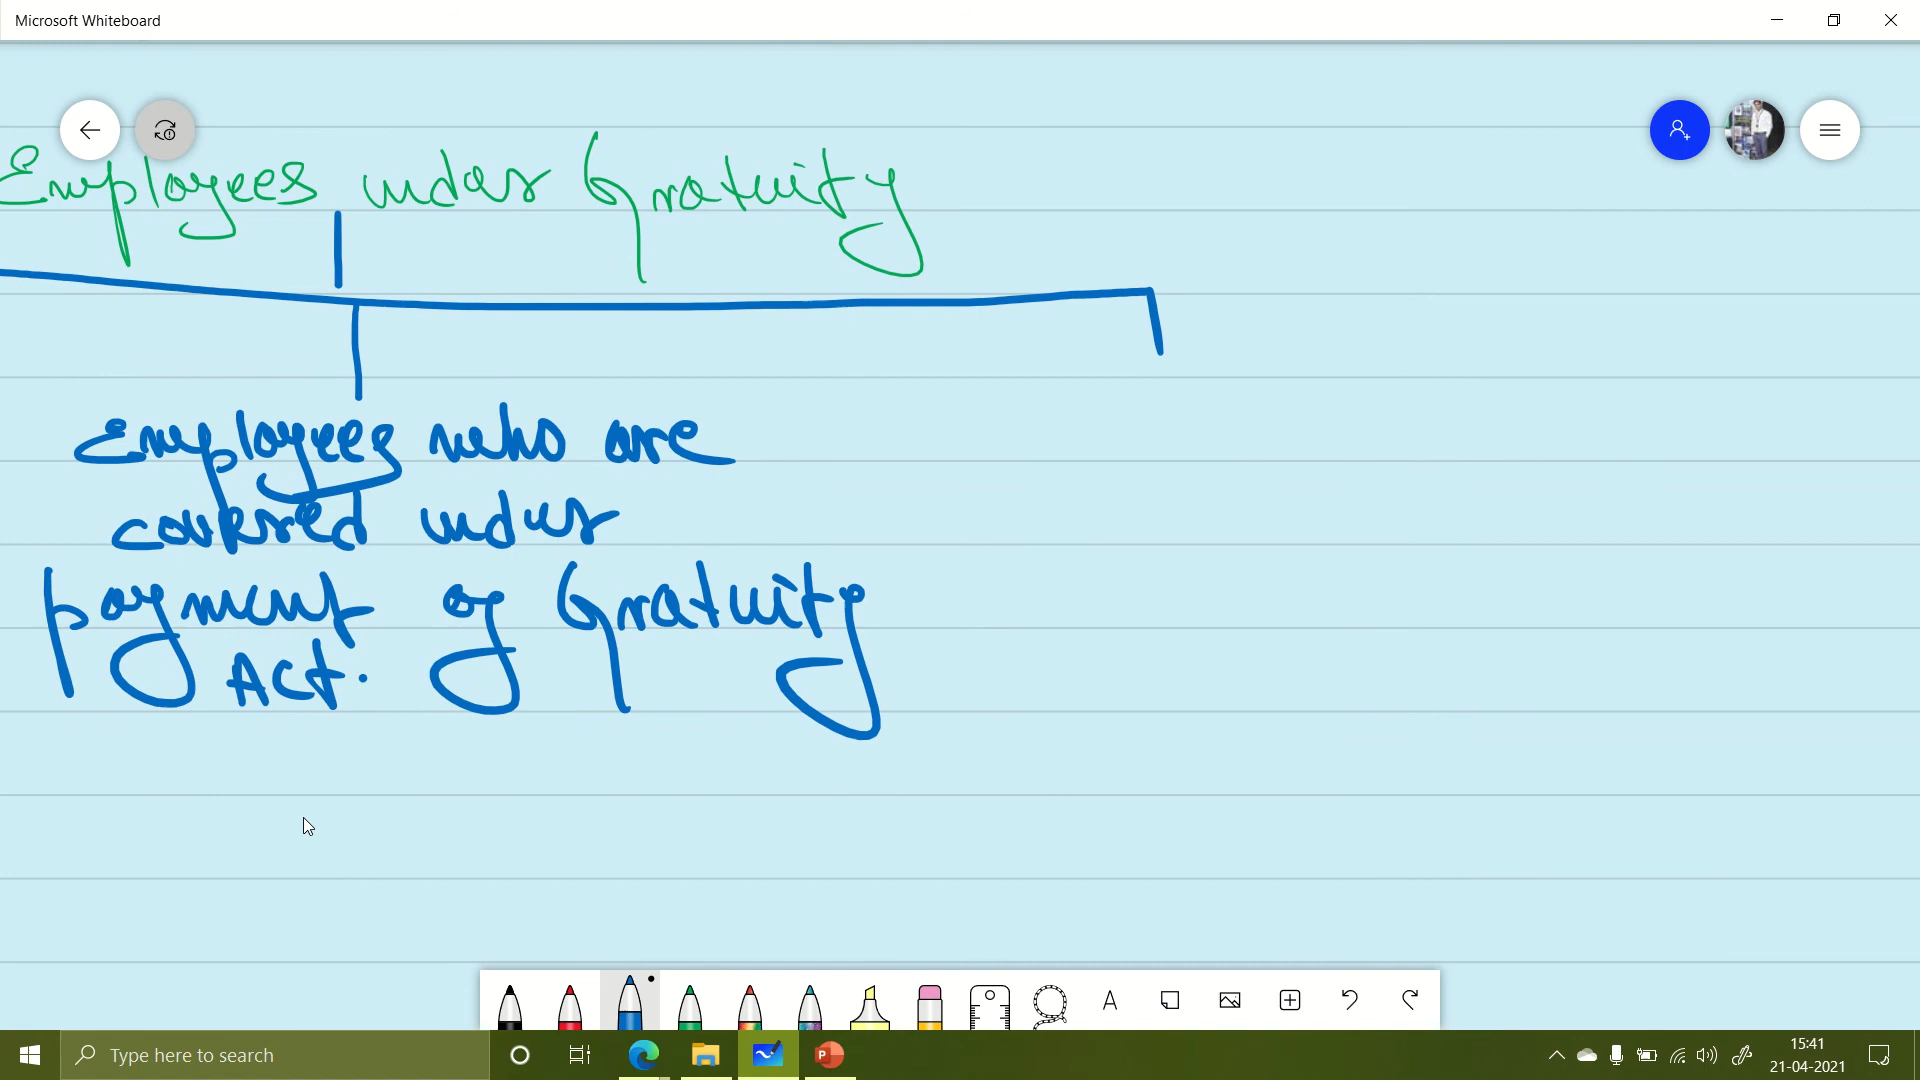 Microsoft Whiteboard
Employees under Gratuity
Employees who are
covered under
payment of Gratuity
Act.
A
P
Type here to search
15:41
21-04-2021